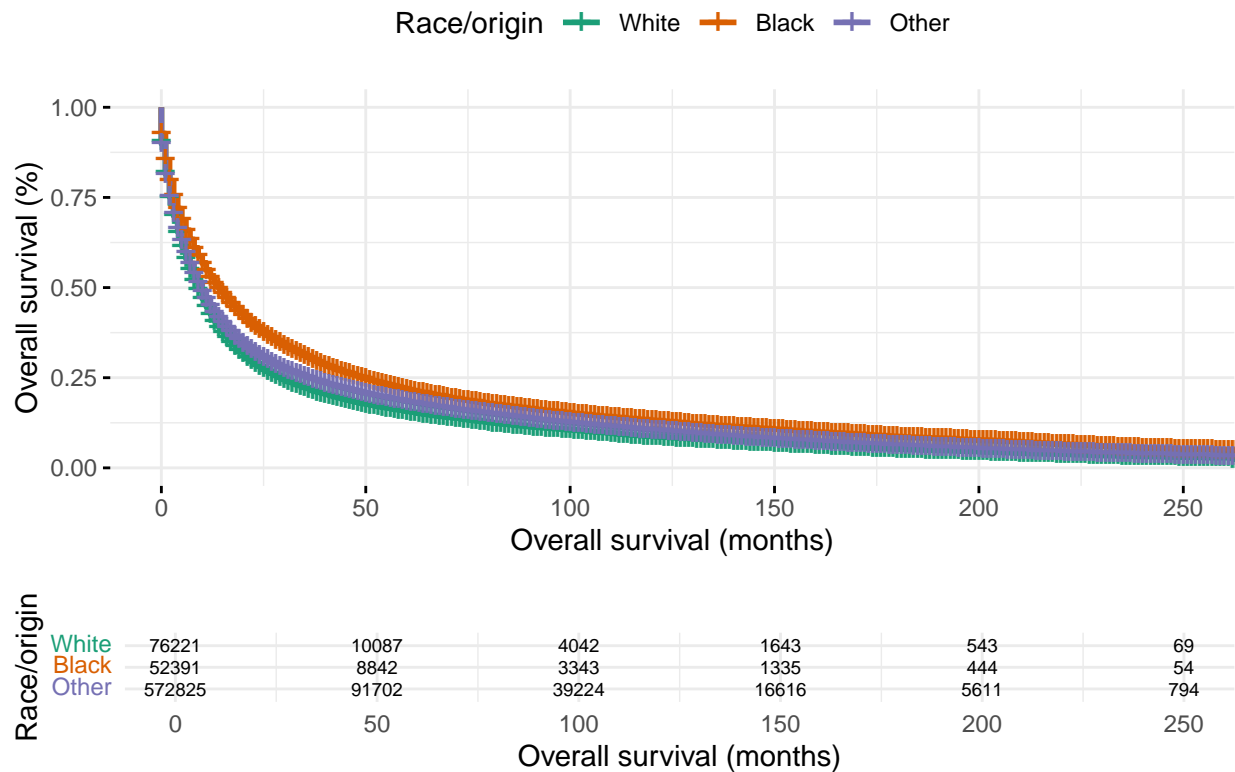 Race/origin White Black Other
1.00
0.75
0.50
0.25
0.00
Overall survival (%)
0 50 100 150 200 250
Overall survival (months)
Race/origin
White 76221 10087 4042 1643 543 69
Black 52391 8842 3343 1335 444 54
Other 572825 91702 39224 16616 5611 794
0 50 100 150 200 250
Overall survival (months)